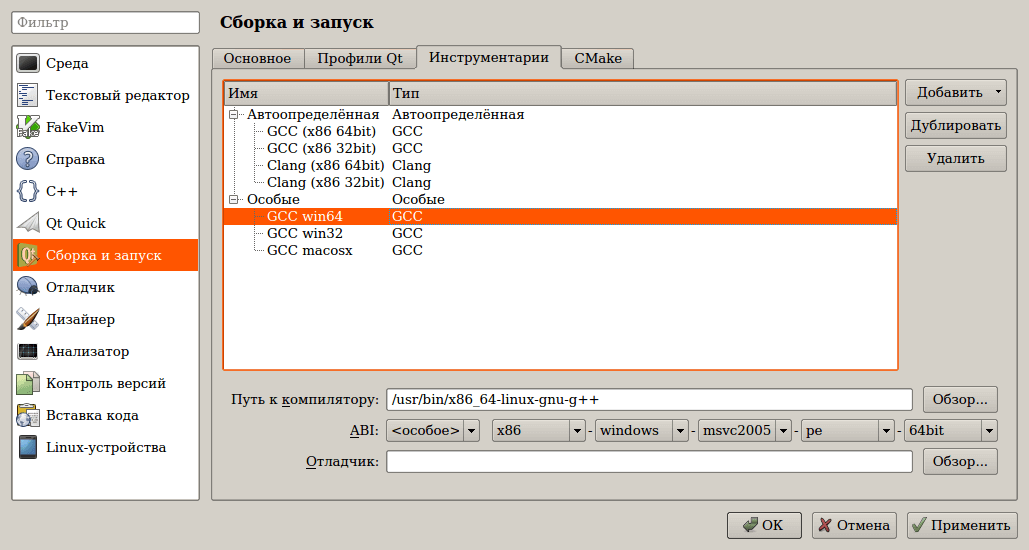 Фильтр
Сборка и запуск
Среда
Текстовый редактор
FakeVim
Справка
C++
Qt Quick
Сборка и запуск
Отладчик
Дизайнер
Анализатор
Контроль версий
Вставка кода
Linux-устройства
Основное Профили Qt Инструментарии CMake
Имя Тип
Автоопределённая Автоопределённая
GCC (x86 64bit) GCC
GCC (x86 32bit) GCC
Clang (x86 64bit) Clang
Clang (x86 32bit) Clang
Особые Особые
GCC win64 GCC
GCC win32 GCC
GCC macosx GCC
Добавить
Дублировать
Удалить
Путь к компилятору: /usr/bin/x86_64-linux-gnu-g++ Обзор...
ABI: <особое> x86 - windows - msvc2005 - pe - 64bit
Отладчик: Обзор...
OK Отмена Применить